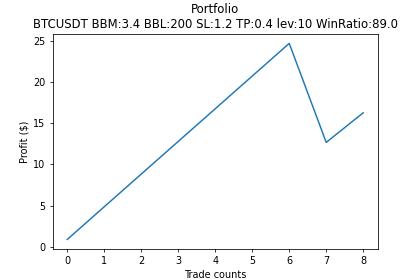 Portfolio
BTCUSDT BBM:3.4 BBL:200 SL:1.2 TP:0.4 lev:10 WinRatio:89.0
25
20
15
10
5
0
Profit ($)
0 1 2 3 4 5 6 7 8
Trade counts